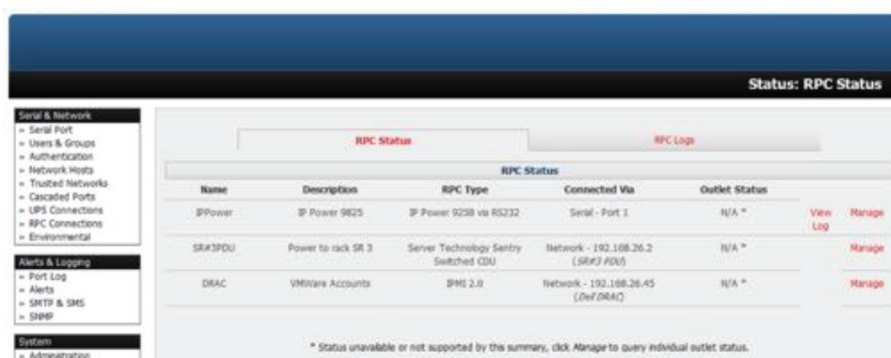 Status: RPC Status
Serial & Network
» Serial Port
» Users & Groups
» Authentication
» Network Hosts
» Trusted Networks
» Cascaded Ports
» UPS Connections
» RPC Connections
» Environmental
Alerts & Logging
» Port Log
» Alerts
» SMTP & SMS
» SNMP
System
» Administration
RPC Status RPC Logs
RPC Status
Name Description RPC Type Connected Via Outlet Status
IPPower IP Power 9825 IP Power 9258 via RS232 Serial - Port 1 N/A * View Log Manage
SR#3PDU Power to rack SR 3 Server Technology Sentry Switched CDU Network - 192.168.26.2 (SR#3 PDU) N/A * Manage
DRAC VMWare Accounts IPMI 2.0 Network - 192.168.26.45 (Dell DRAC) N/A * Manage
* Status unavailable or not supported by this summary, click Manage to query individual outlet status.